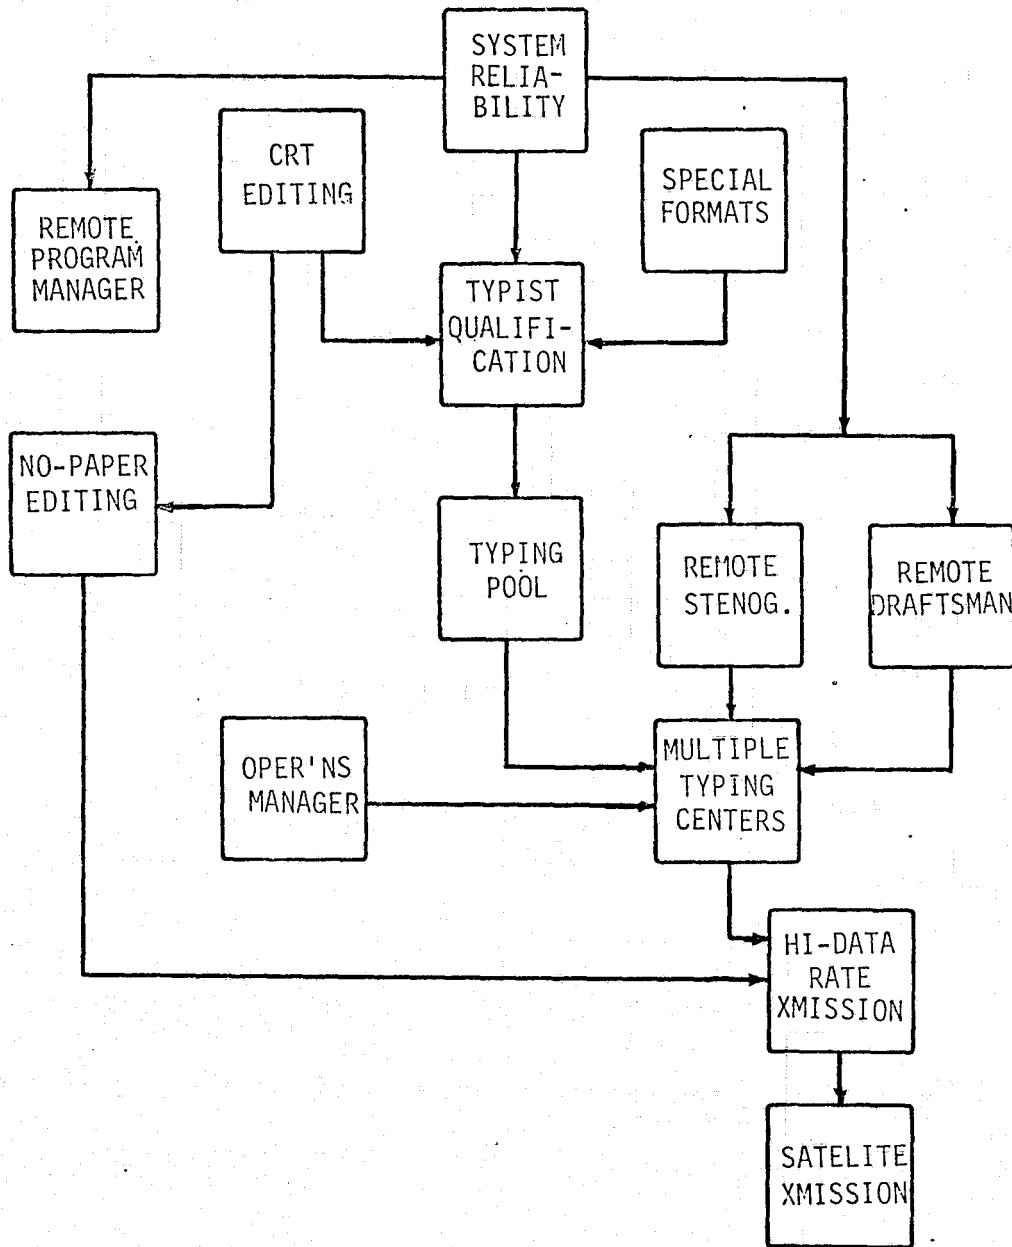 SYSTEM
RELIA-
BILITY
CRT
EDITING
SPECIAL
FORMATS
REMOTE
PROGRAM
MANAGER
TYPIST
QUALIFI-
CATION
NO-PAPER
EDITING
TYPING
POOL
REMOTE
STENOG.
REMOTE
DRAFTSMAN
OPER'NS
MANAGER
MULTIPLE
TYPING
CENTERS
HI-DATA
RATE
XMISSION
SATELITE
XMISSION